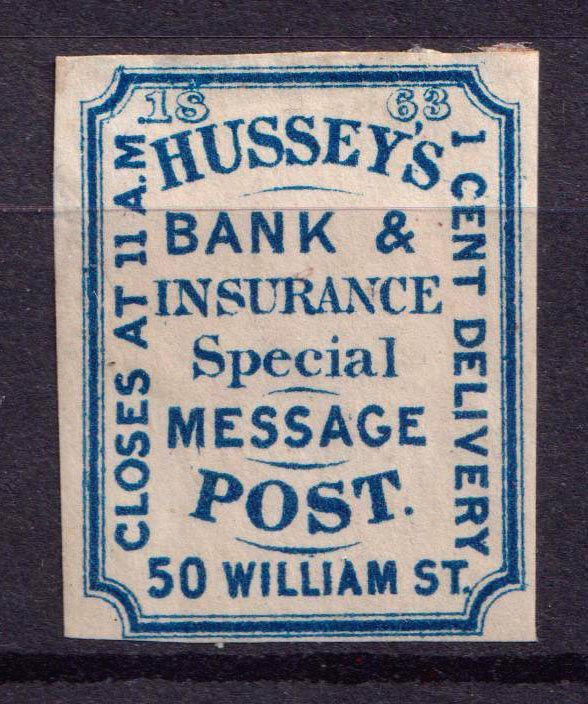 18 63
HUSSEY'S
BANK &
INSURANCE
Special
MESSAGE
POST.
50 WILLIAM ST.
CLOSES AT 11 A.M
1 CENT DELIVERY